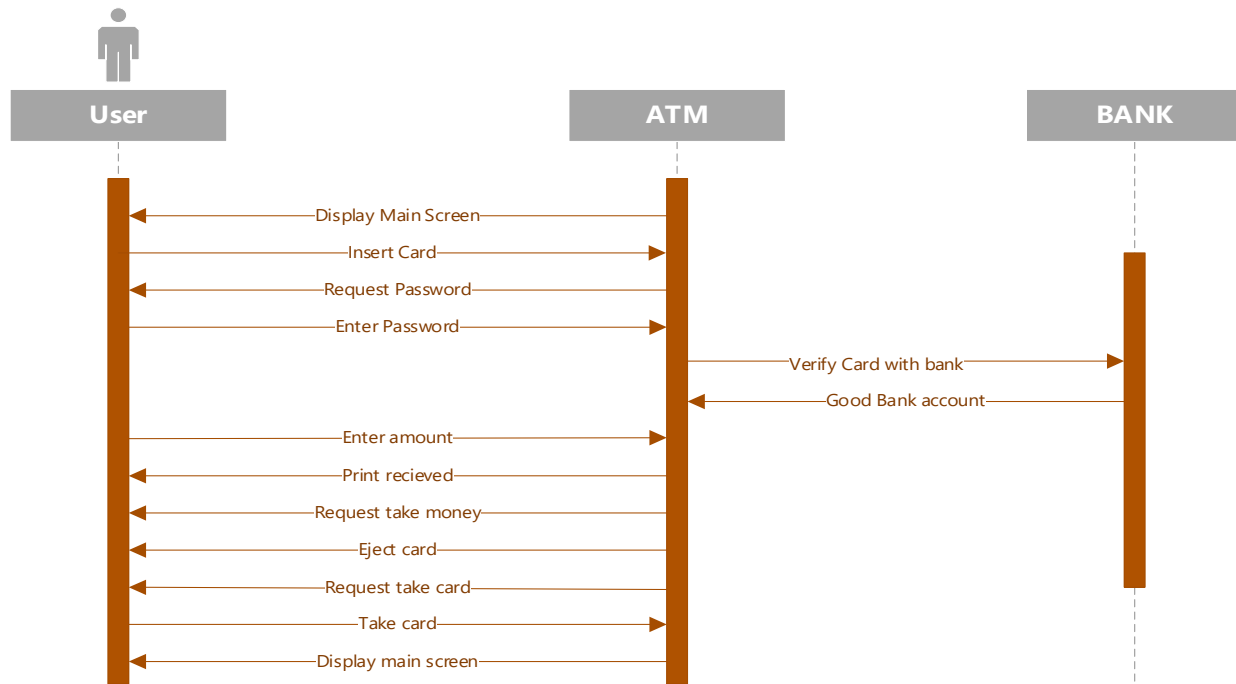 User
ATM
BANK
Display Main Screen
Insert Card
Request Password
Enter Password
Verify Card with bank
Good Bank account
Enter amount
Print recieved
Request take money
Eject card
Request take card
Take card
Display main screen